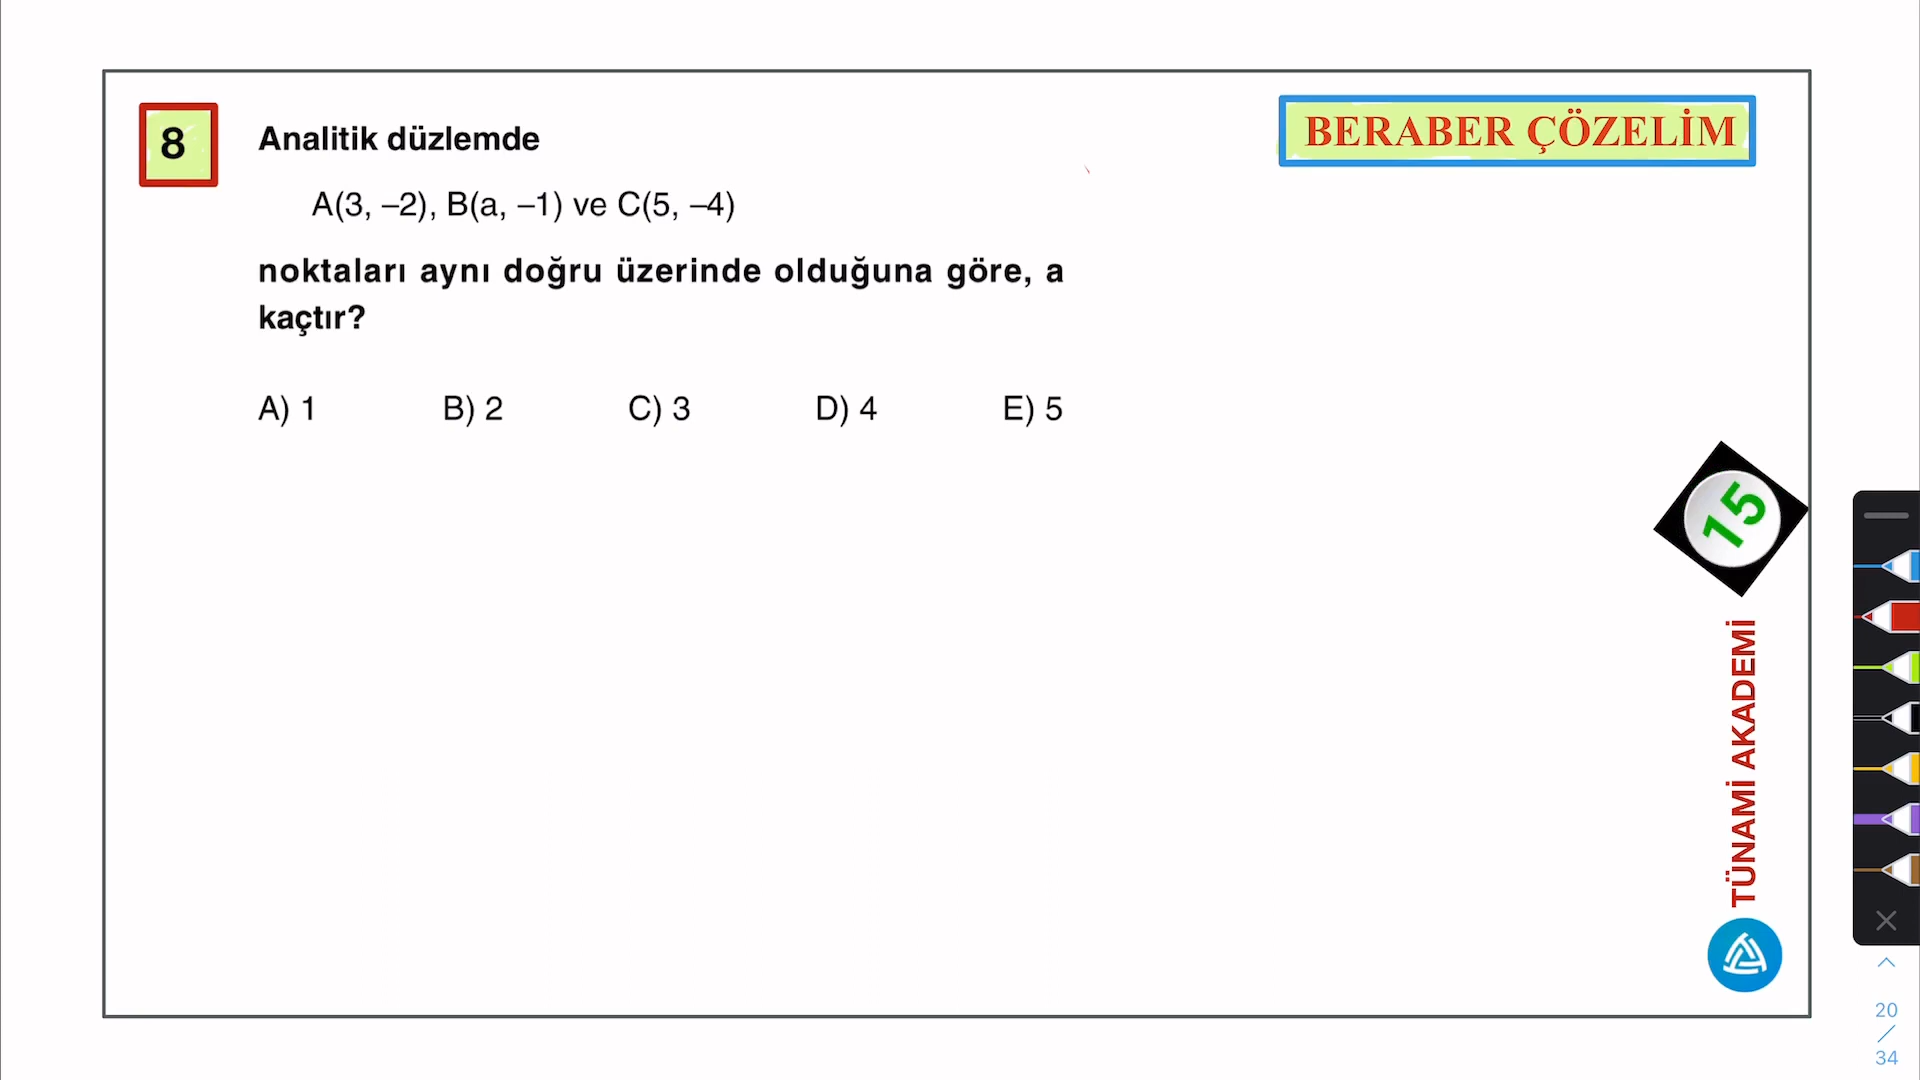 8
Analitik düzlemde
BERABER ÇÖZELİM
A(3, –2), B(a, –1) ve C(5, –4)
noktaları aynı doğru üzerinde olduğuna göre, a
kaçtır?
A) 1 B) 2 C) 3 D) 4 E) 5
15
TÜNAMİ AKADEMİ
20
/
34